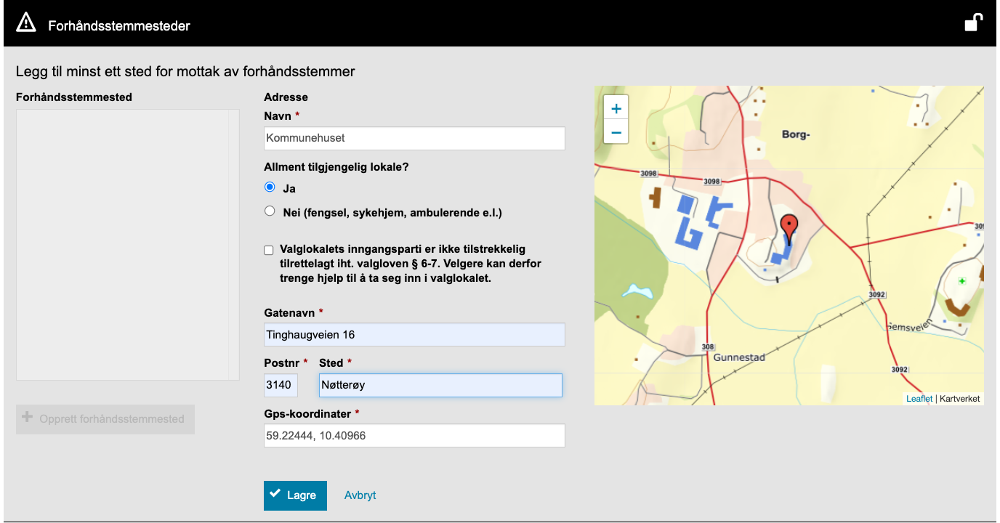 Forhåndsstemmesteder
Legg til minst ett sted for mottak av forhåndsstemmer
Forhåndsstemmested
Opprett forhåndsstemmested
Adresse
Navn *
Kommunehuset
Allment tilgjengelig lokale?
Ja
Nei (fengsel, sykehjem, ambulerende e.l.)
Valglokalets inngangsparti er ikke tilstrekkelig
tilrettelagt iht. valgloven § 6-7. Velgere kan derfor
trenge hjelp til å ta seg inn i valglokalet.
Gatenavn *
Tinghaugveien 16
Postnr * Sted *
3140 Nøtterøy
Gps-koordinater *
59.22444, 10.40966
Lagre Avbryt
+
−
Borg-
3098
3098
3092
Semsveien
308
Gunnestad
3092
Leaflet | Kartverket